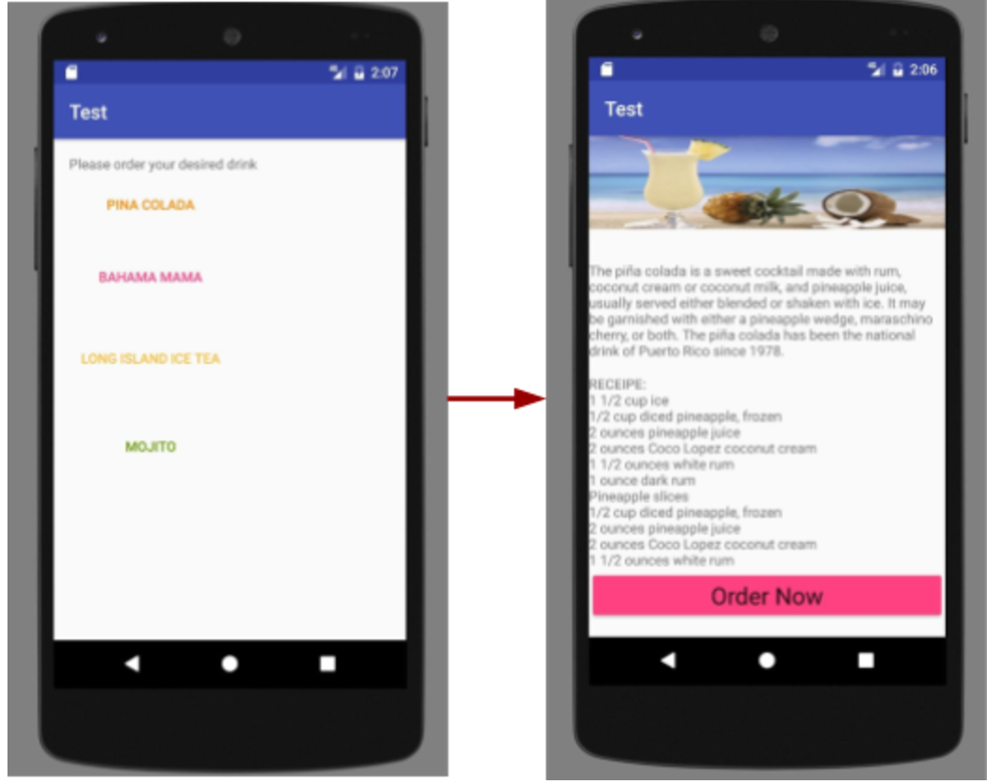 2:07
Test
Please order your desired drink
PINA COLADA
BAHAMA MAMA
LONG ISLAND ICE TEA
MOJITO
2:06
Test
The piña colada is a sweet cocktail made with rum,
coconut cream or coconut milk, and pineapple juice,
usually served either blended or shaken with ice. It may
be garnished with either a pineapple wedge, maraschino
cherry, or both. The piña colada has been the national
drink of Puerto Rico since 1978.
RECEIPE:
1 1/2 cup ice
1/2 cup diced pineapple, frozen
2 ounces pineapple juice
2 ounces Coco Lopez coconut cream
1 1/2 ounces white rum
1 ounce dark rum
Pineapple slices
1/2 cup diced pineapple, frozen
2 ounces pineapple juice
2 ounces Coco Lopez coconut cream
1 1/2 ounces white rum
Order Now